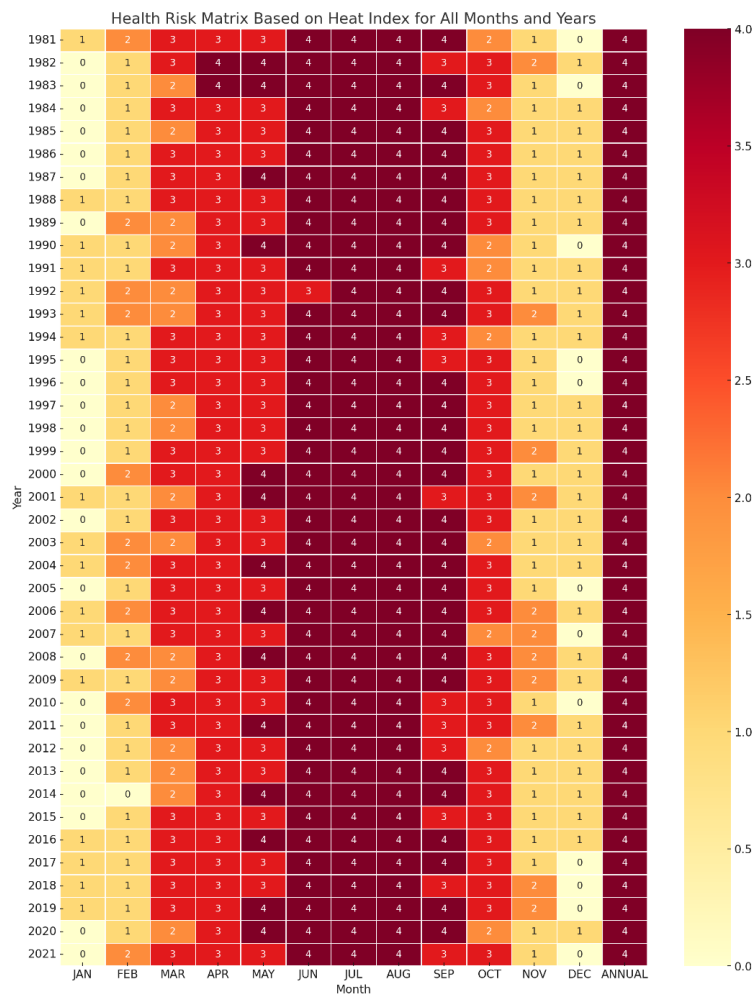 Health Risk Matrix Based on Heat Index for All Months and Years
1981 1 2 3 3 3 4 4 4 4 2 1 0 4
1982 0 1 3 4 4 4 4 4 3 3 2 1 4
1983 0 1 2 4 4 4 4 4 4 3 1 0 4
1984 0 1 3 3 3 4 4 4 3 2 1 1 4
1985 0 1 2 3 3 4 4 4 4 3 1 1 4
1986 0 1 3 3 3 4 4 4 4 3 1 1 4
1987 0 1 3 3 4 4 4 4 4 3 1 1 4
1988 1 1 3 3 3 4 4 4 4 3 1 1 4
1989 0 2 2 3 3 4 4 4 4 3 1 1 4
1990 1 1 2 3 4 4 4 4 4 2 1 0 4
1991 1 1 3 3 3 4 4 4 3 2 1 1 4
1992 1 2 2 3 3 3 4 4 4 3 1 1 4
1993 1 2 2 3 3 4 4 4 4 3 2 1 4
1994 1 1 3 3 3 4 4 4 3 2 1 1 4
1995 0 1 3 3 3 4 4 4 3 3 1 0 4
1996 0 1 3 3 3 4 4 4 4 3 1 0 4
1997 0 1 2 3 3 4 4 4 4 3 1 1 4
1998 0 1 2 3 3 4 4 4 4 3 1 1 4
1999 0 1 3 3 3 4 4 4 4 3 2 1 4
2000 0 2 3 3 4 4 4 4 4 3 1 1 4
2001 1 1 2 3 4 4 4 4 3 3 2 1 4
2002 0 1 3 3 3 4 4 4 4 3 1 1 4
2003 1 2 2 3 3 4 4 4 4 2 1 1 4
2004 1 2 3 3 4 4 4 4 4 3 1 1 4
2005 0 1 3 3 3 4 4 4 4 3 1 0 4
2006 1 2 3 3 4 4 4 4 4 3 2 1 4
2007 1 1 3 3 3 4 4 4 4 2 2 0 4
2008 0 2 2 3 4 4 4 4 4 3 2 1 4
2009 1 1 2 3 3 4 4 4 4 3 2 1 4
2010 0 2 3 3 3 4 4 4 3 3 1 0 4
2011 0 1 3 3 4 4 4 4 3 3 2 1 4
2012 0 1 2 3 3 4 4 4 3 2 1 1 4
2013 0 1 2 3 3 4 4 4 4 3 1 1 4
2014 0 0 2 3 4 4 4 4 4 3 1 1 4
2015 0 1 3 3 3 4 4 4 3 3 1 1 4
2016 1 1 3 3 4 4 4 4 4 3 1 1 4
2017 1 1 3 3 3 4 4 4 4 3 1 0 4
2018 1 1 3 3 3 4 4 4 3 3 2 0 4
2019 1 1 3 3 4 4 4 4 4 3 2 0 4
2020 0 1 2 3 4 4 4 4 4 2 1 1 4
2021 0 2 3 3 3 4 4 4 3 3 1 0 4
JAN FEB MAR APR MAY JUN JUL AUG SEP OCT NOV DEC ANNUAL
Month
Year
4.0
3.5
3.0
2.5
2.0
1.5
1.0
0.5
0.0